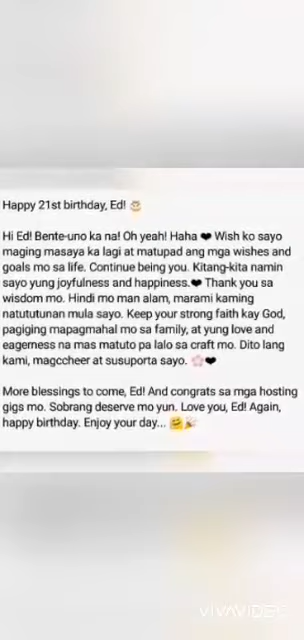 Happy 21st birthday, Ed! 🎂
Hi Ed! Bente-uno ka na! Oh yeah! Haha ❤ Wish ko sayo
maging masaya ka lagi at matupad ang mga wishes and
goals mo sa life. Continue being you. Kitang-kita namin
sayo yung joyfulness and happiness.❤ Thank you sa
wisdom mo. Hindi mo man alam, marami kaming
natututunan mula sayo. Keep your strong faith kay God,
pagiging mapagmahal mo sa family, at yung love and
eagerness na mas matuto pa lalo sa craft mo. Dito lang
kami, magccheer at susuporta sayo. 🌸❤
More blessings to come, Ed! And congrats sa mga hosting
gigs mo. Sobrang deserve mo yun. Love you, Ed! Again,
happy birthday. Enjoy your day... 🤗🎉
VIVAVIDEO